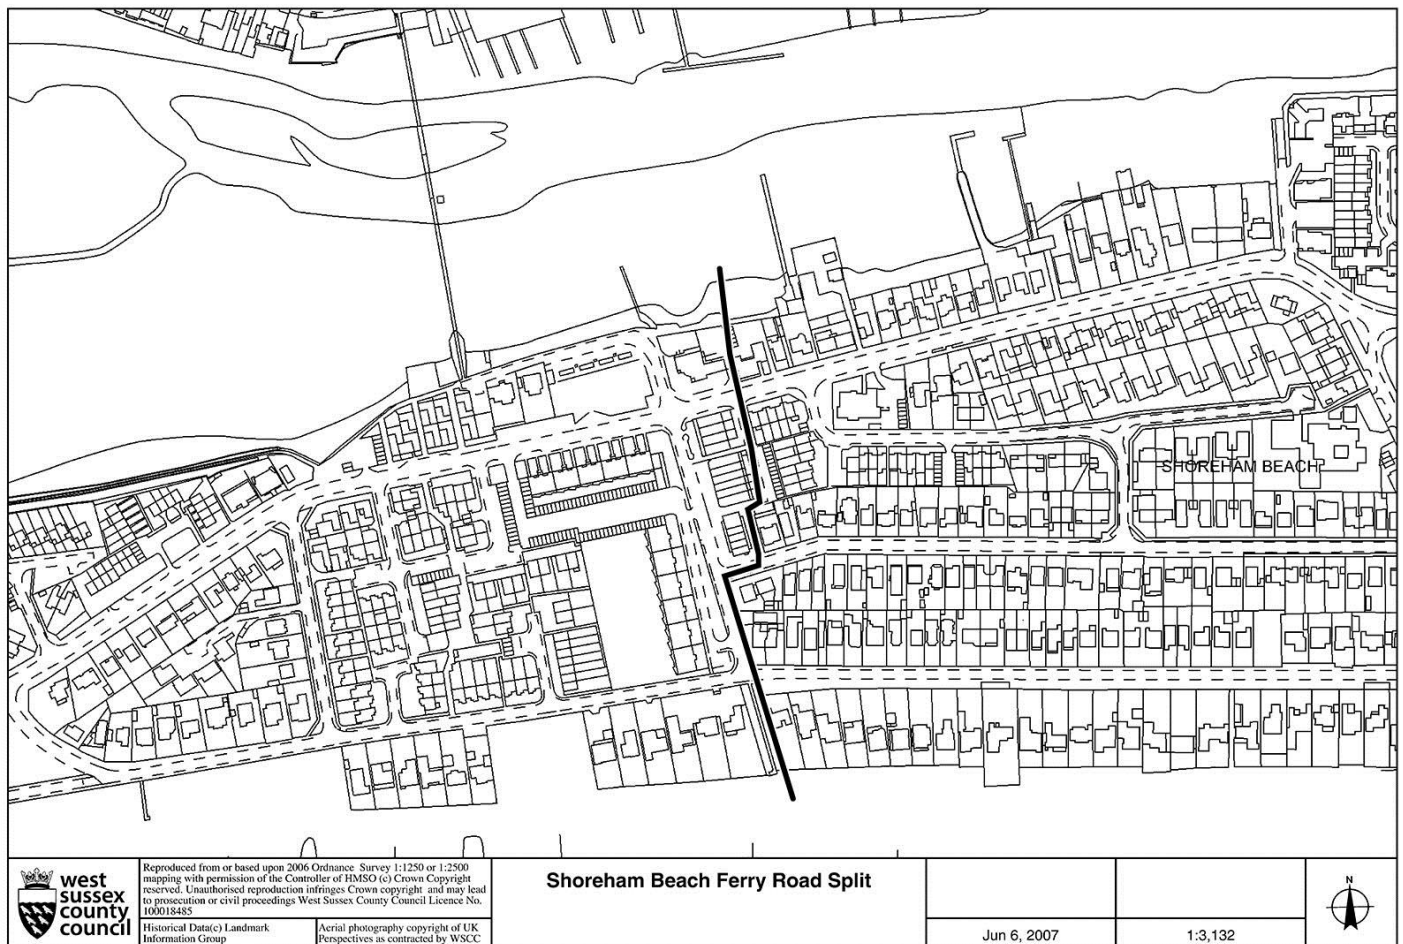 SHOREHAM BEACH
west
sussex
county
council
Reproduced from or based upon 2006 Ordnance Survey 1:1250 or 1:2500
mapping with permission of the Controller of HMSO (c) Crown Copyright
reserved. Unauthorised reproduction infringes Crown copyright and may lead
to prosecution or civil proceedings West Sussex County Council Licence No.
100018485
Historical Data(c) Landmark
Information Group
Aerial photography copyright of UK
Perspectives as contracted by WSCC
Shoreham Beach Ferry Road Split
Jun 6, 2007
1:3,132
N